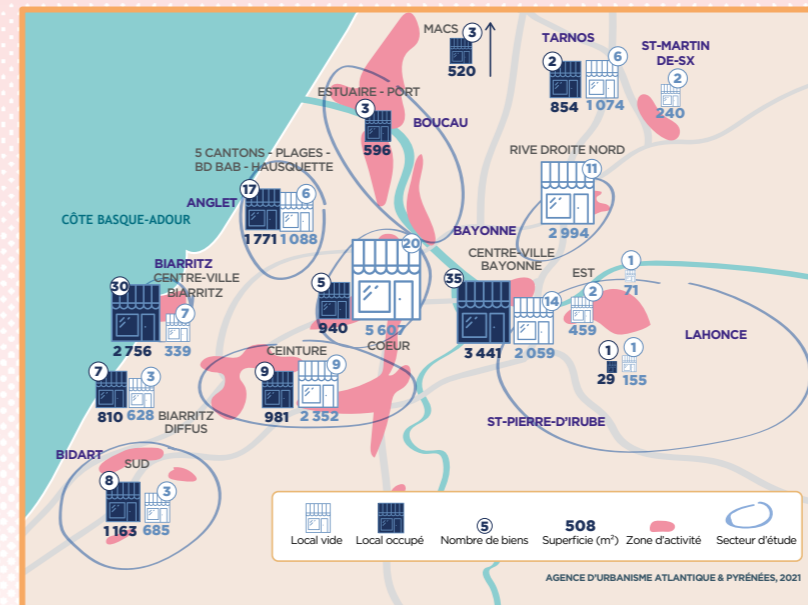 MACS
3
520
TARNOS
2
854
6
1 074
ST-MARTIN
DE-SX
2
240
ESTUAIRE - PORT
3
596
BOUCAU
5 CANTONS - PLAGES -
BD BAB - HAUSQUETTE
ANGLET
17
1 771
6
1 088
RIVE DROITE NORD
11
2 994
CÔTE BASQUE-ADOUR
BIARRITZ
CENTRE-VILLE
BIARRITZ
30
2 756
7
339
5
940
20
5 607
COEUR
BAYONNE
CENTRE-VILLE
BAYONNE
35
3 441
14
2 059
EST
2
459
1
71
LAHONCE
1
29
1
155
7
810
3
628
BIARRITZ
DIFFUS
CEINTURE
9
981
9
2 352
ST-PIERRE-D'IRUBE
BIDART
SUD
8
1 163
3
685
Local vide
Local occupé
5
Nombre de biens
508
Superficie (m²)
Zone d'activité
Secteur d'étude
AGENCE D'URBANISME ATLANTIQUE & PYRÉNÉES, 2021